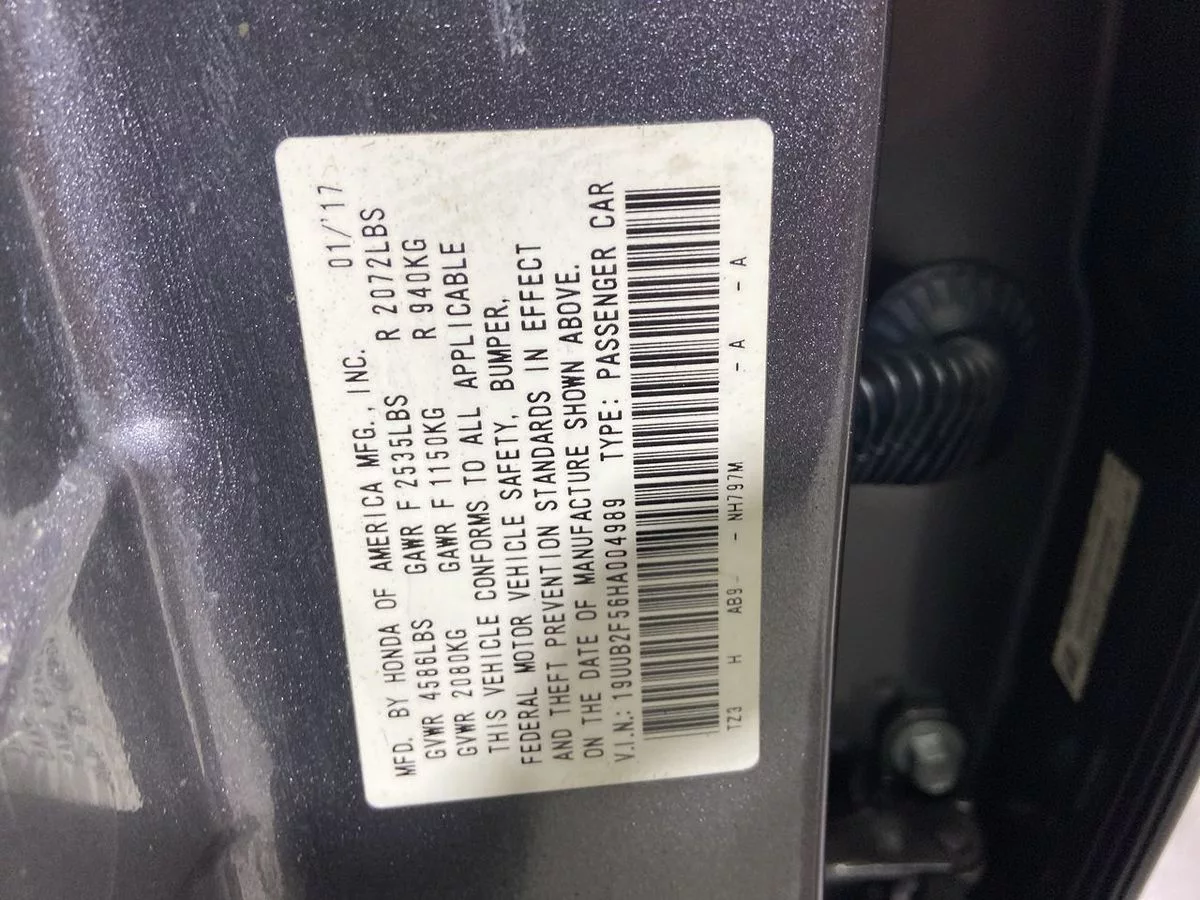 MFD. BY HONDA OF AMERICA MFG., INC. 01/'17
GVWR 4586LBS GAWR F 2535LBS R 2072LBS
GVWR 2080KG GAWR F 1150KG R 940KG
THIS VEHICLE CONFORMS TO ALL APPLICABLE
FEDERAL MOTOR VEHICLE SAFETY, BUMPER,
AND THEFT PREVENTION STANDARDS IN EFFECT
ON THE DATE OF MANUFACTURE SHOWN ABOVE.
V.I.N.: 19UUB2F56HA004989 TYPE: PASSENGER CAR
TZ3 H AB9- - NH797M - A - A